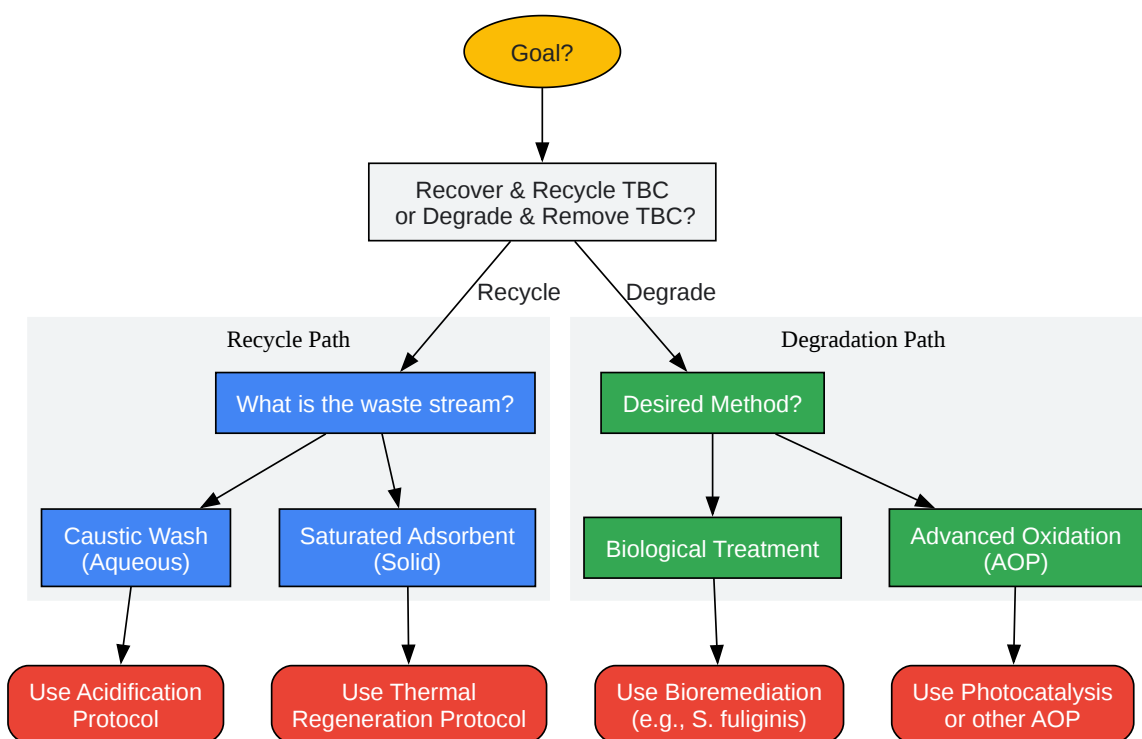 Goal?
Recover & Recycle TBC
or Degrade & Remove TBC?
Recycle
Degrade
Recycle Path
Degradation Path
What is the waste stream?
Desired Method?
Caustic Wash
(Aqueous)
Saturated Adsorbent
(Solid)
Biological Treatment
Advanced Oxidation
(AOP)
Use Acidification
Protocol
Use Thermal
Regeneration Protocol
Use Bioremediation
(e.g., S. fuliginis)
Use Photocatalysis
or other AOP